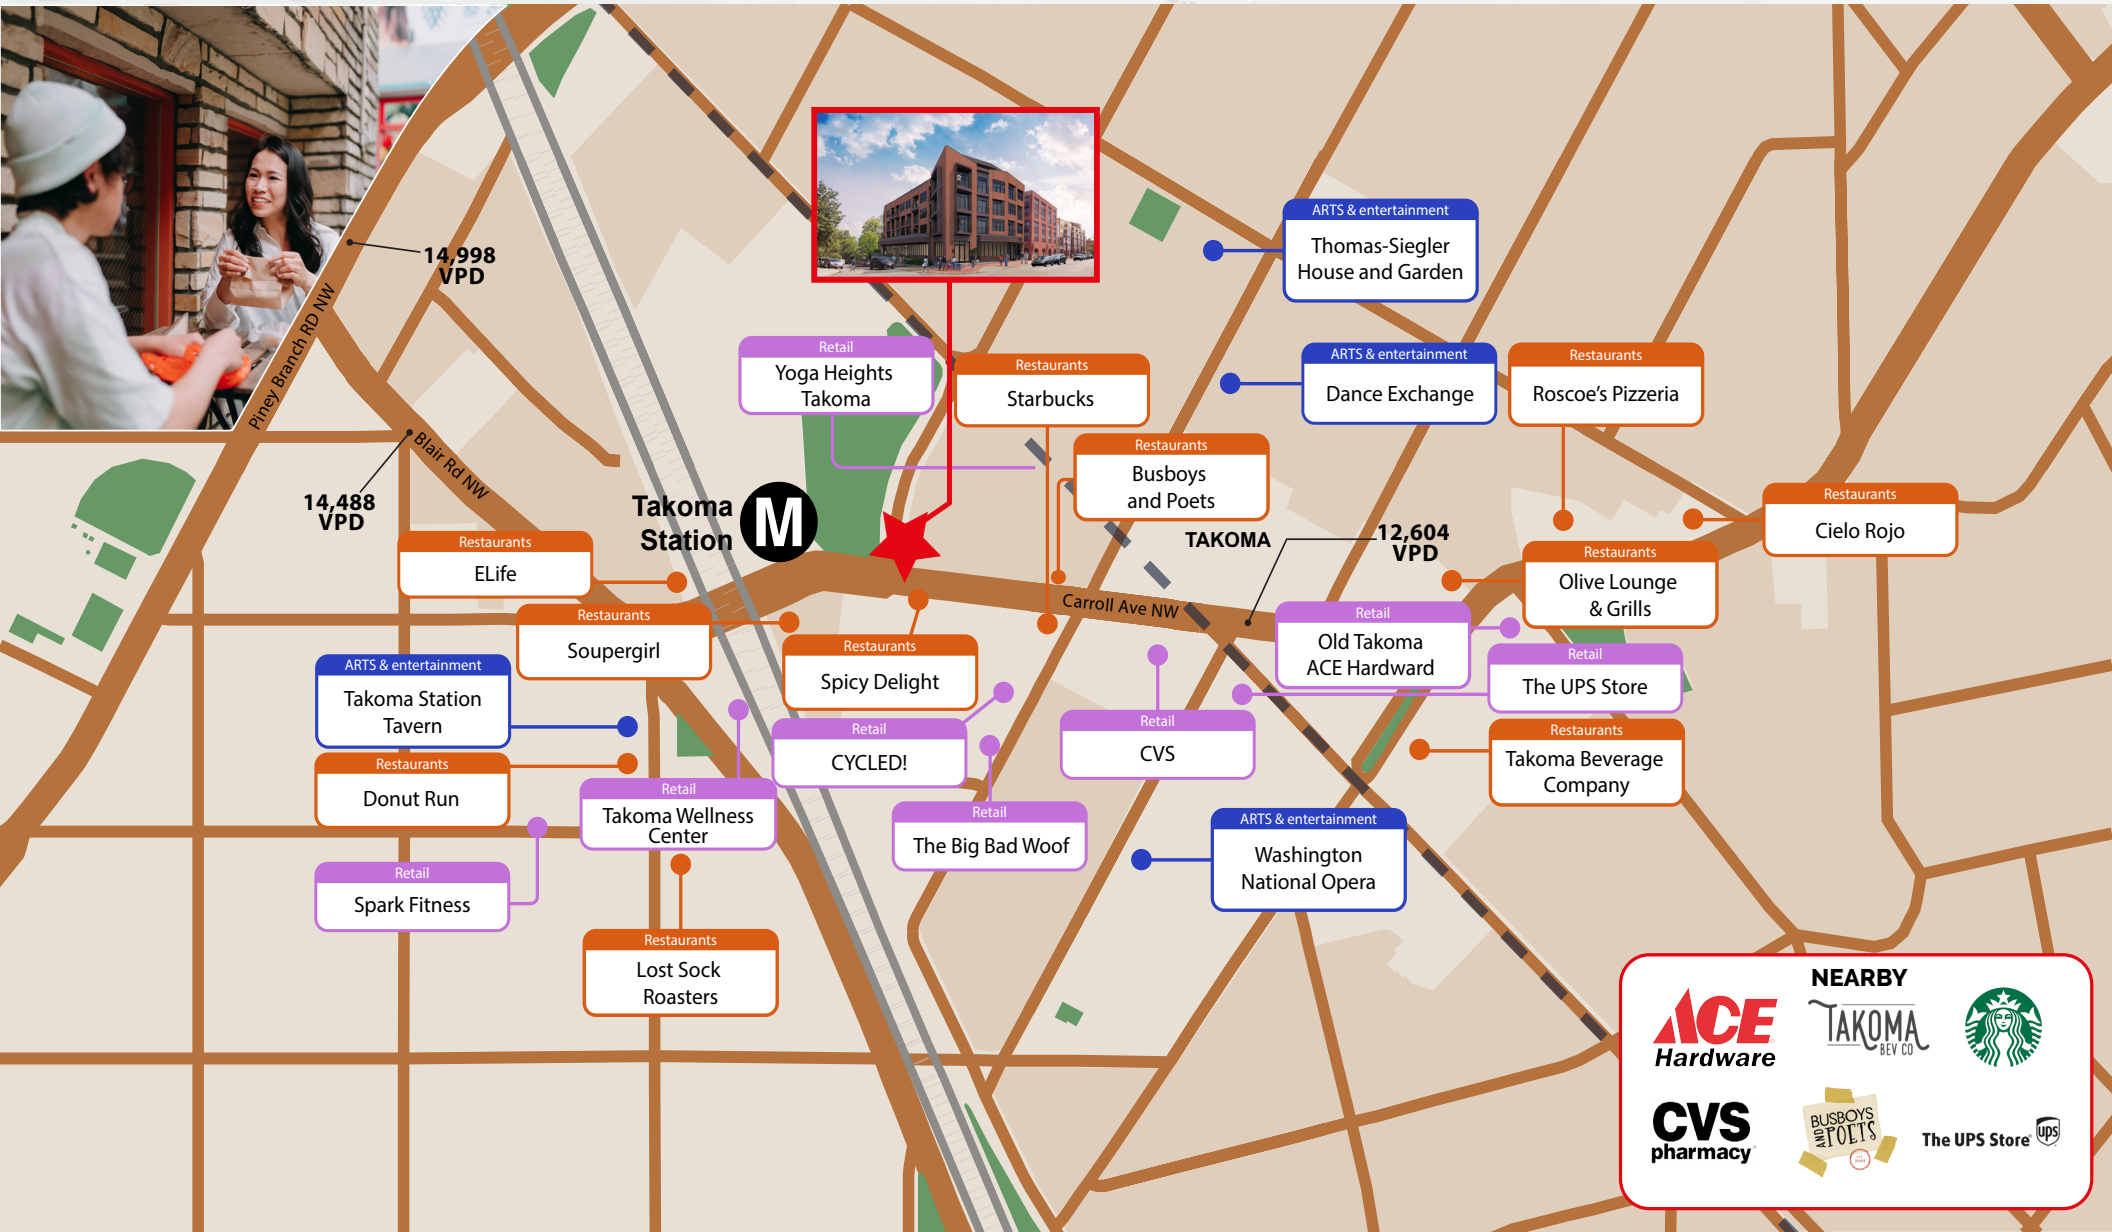 14,998
VPD
Piney Branch RD NW
Blair Rd NW
14,488
VPD
ARTS & entertainment
Thomas-Siegler
House and Garden
Retail
Yoga Heights
Takoma
Restaurants
Starbucks
ARTS & entertainment
Dance Exchange
Restaurants
Roscoe's Pizzeria
Restaurants
Busboys
and Poets
Takoma
Station
M
TAKOMA
12,604
VPD
Restaurants
Cielo Rojo
Restaurants
ELife
Restaurants
Olive Lounge
& Grills
Carroll Ave NW
Restaurants
Soupergirl
Retail
Old Takoma
ACE Hardward
Restaurants
Spicy Delight
Retail
The UPS Store
ARTS & entertainment
Takoma Station
Tavern
Retail
CYCLED!
Retail
CVS
Restaurants
Takoma Beverage
Company
Restaurants
Donut Run
Retail
Takoma Wellness
Center
Retail
The Big Bad Woof
ARTS & entertainment
Washington
National Opera
Retail
Spark Fitness
Restaurants
Lost Sock
Roasters
NEARBY
ACE
Hardware
TAKOMA
BEV CO
CVS
pharmacy
BUSBOYS
AND POETS
The UPS Store
ups